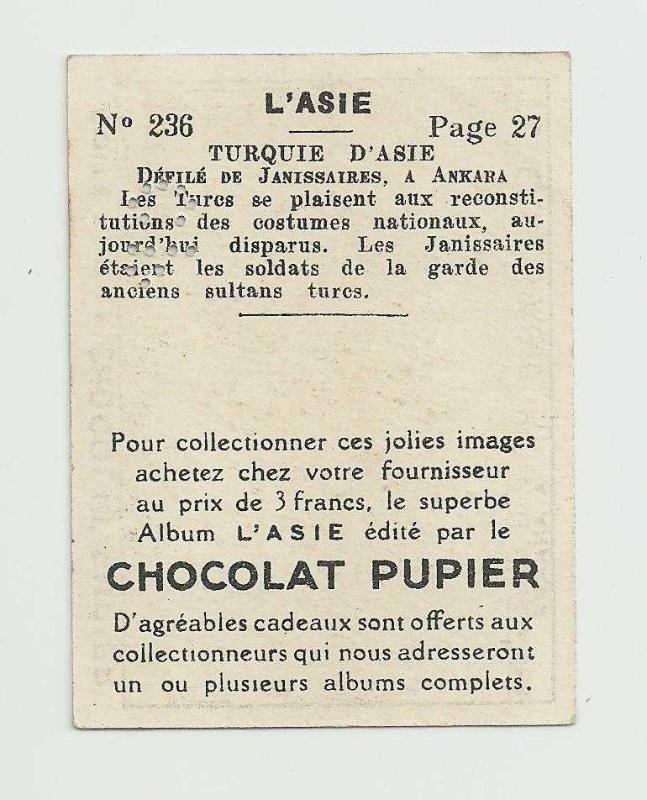 L'ASIE
Nº 236 Page 27
TURQUIE D'ASIE
DÉFILÉ DE JANISSAIRES, A ANKARA
Les Turcs se plaisent aux reconsti-
tutions des costumes nationaux, au-
jourd'hui disparus. Les Janissaires
étaient les soldats de la garde des
anciens sultans turcs.
Pour collectionner ces jolies images
achetez chez votre fournisseur
au prix de 3 francs, le superbe
Album L'ASIE édité par le
CHOCOLAT PUPIER
D'agréables cadeaux sont offerts aux
collectionneurs qui nous adresseront
un ou plusieurs albums complets.